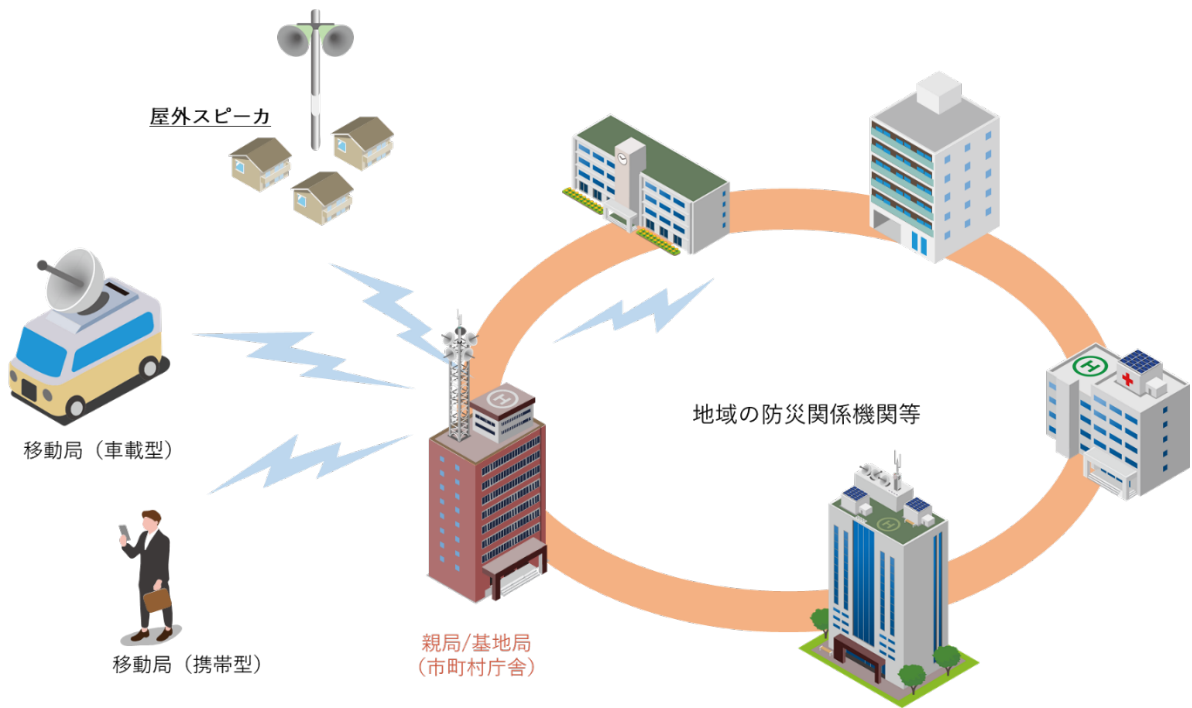 屋外スピーカ
地域の防災関係機関等
移動局（車載型）
移動局（携帯型）
親局/基地局
（市町村庁舎）
H
H
H